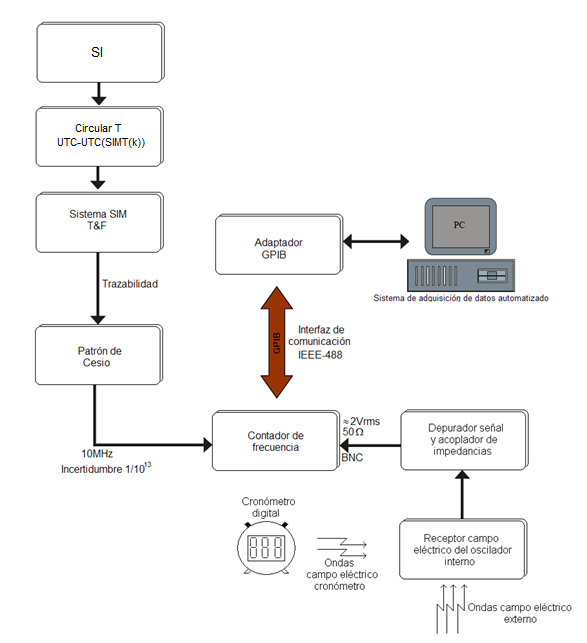 SI
Circular T
UTC-UTC(SIMT(k))
Sistema SIM
T&F
Trazabilidad
Patrón de
Cesio
10MHz
Incertidumbre 1/10¹³
Adaptador
GPIB
PC
Sistema de adquisición de datos automatizado
GPIB
Interfaz de
comunicación
IEEE-488
Contador de
frecuencia
≈2Vrms
50Ω
BNC
Depurador señal
y acoplador de
impedancias
Cronómetro
digital
888
Ondas
campo eléctrico
cronómetro
Receptor campo
eléctrico del oscilador
interno
Ondas campo eléctrico
externo